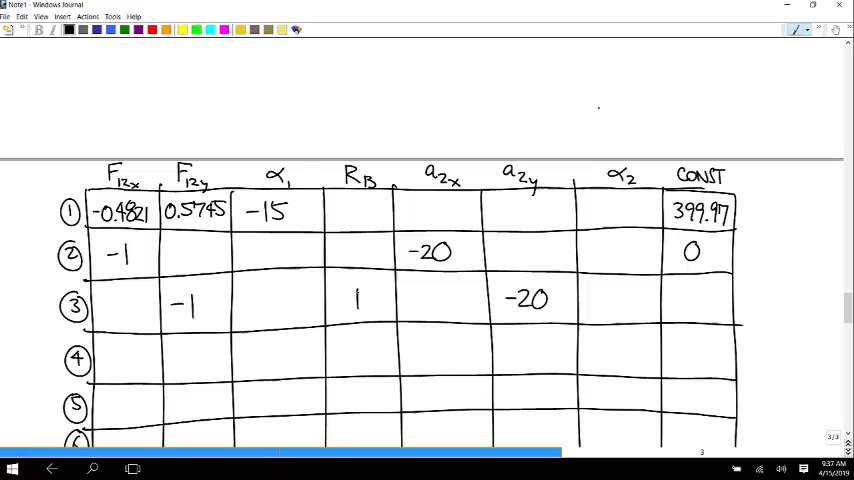 Note1 - Windows Journal
File Edit View Insert Actions Tools Help
B I
F12x F12y α1 RB a2x a2y α2 CONST
① -0.4821 0.5745 -15 399.97
② -1 -20 0
③ -1 1 -20
④
⑤
⑥
3/3
3
9:37 AM
4/15/2019